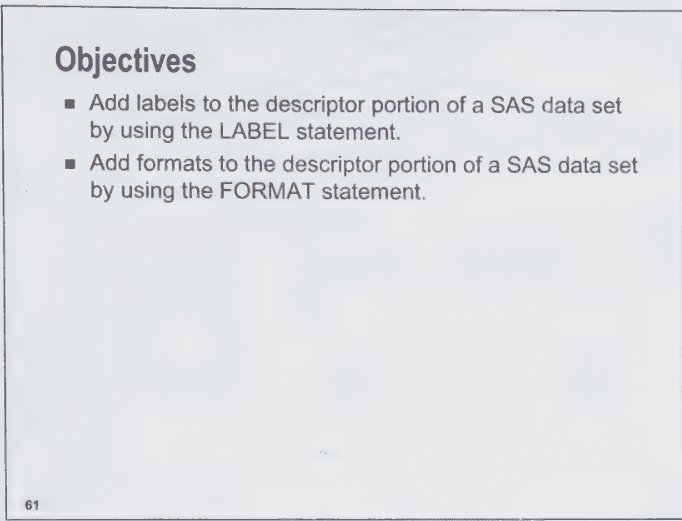 Objectives
■ Add labels to the descriptor portion of a SAS data set
by using the LABEL statement.
■ Add formats to the descriptor portion of a SAS data set
by using the FORMAT statement.
61